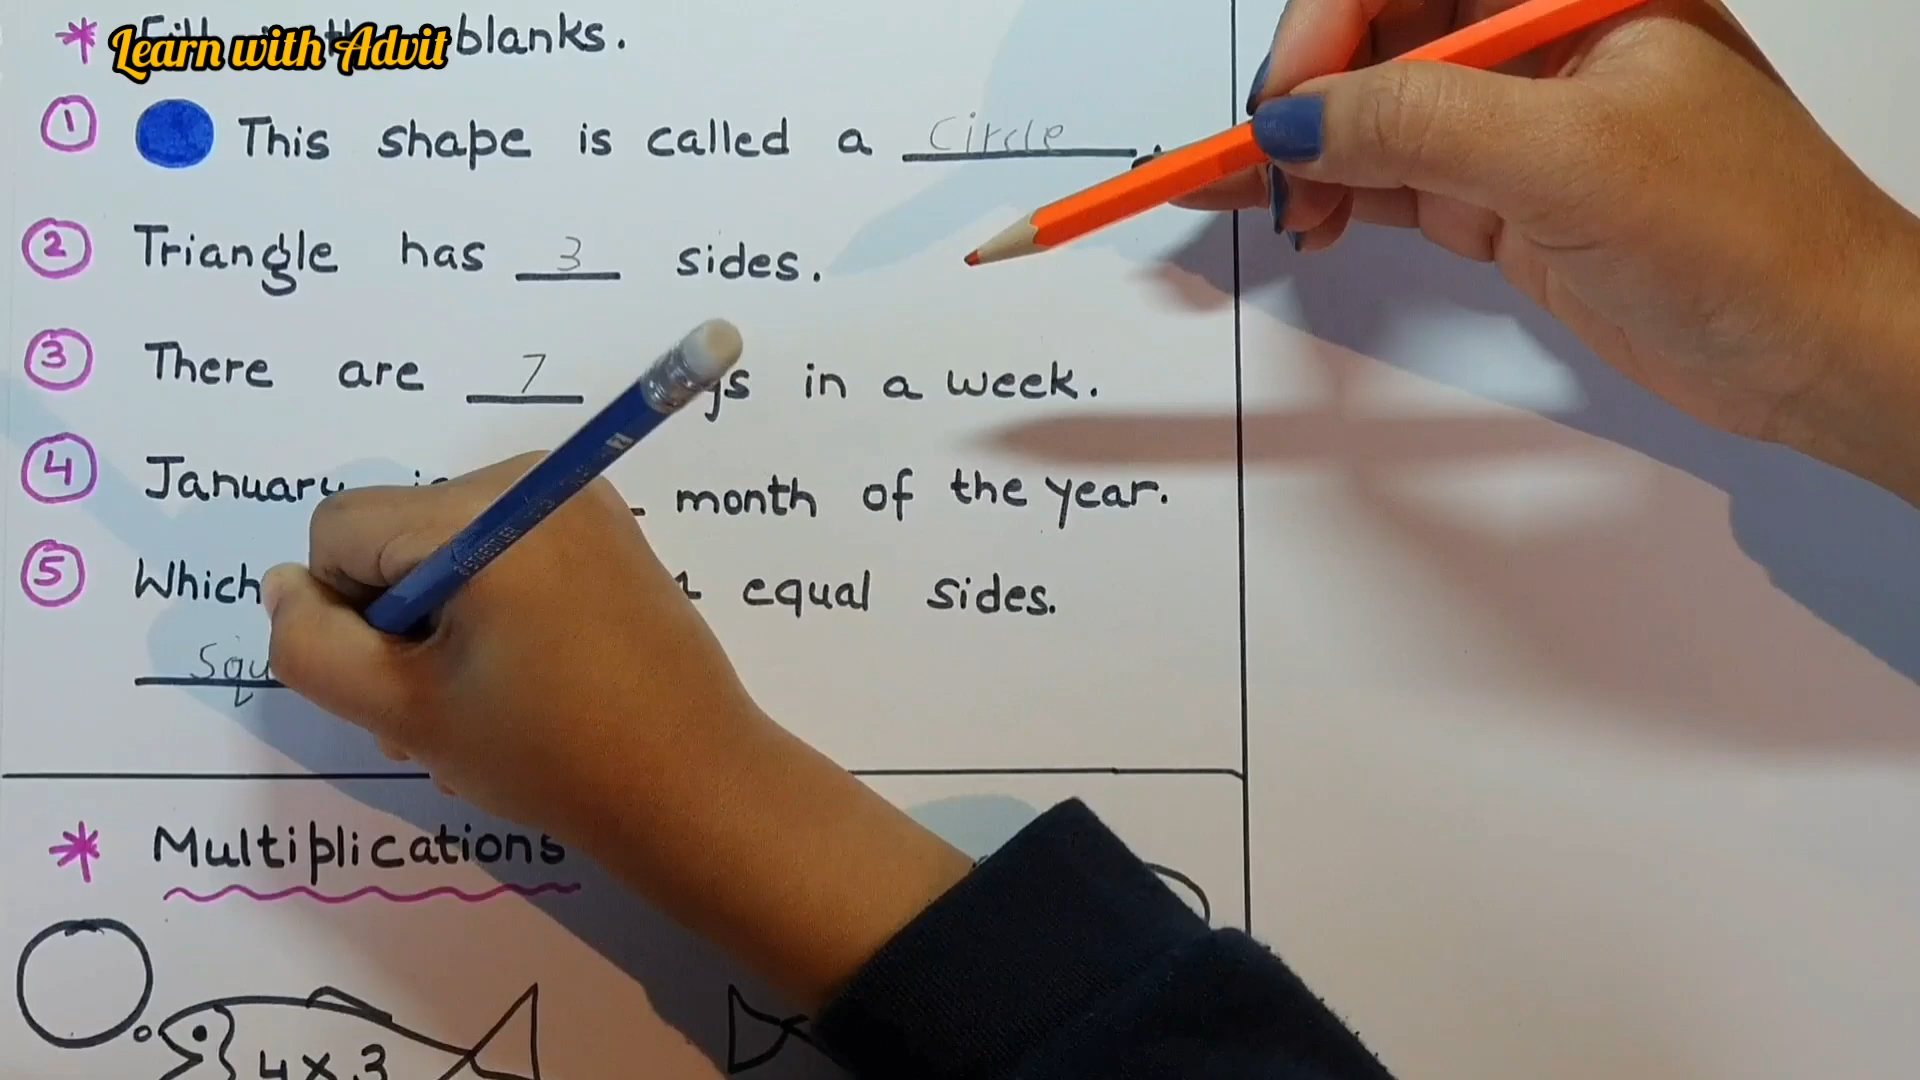 Learn with Advit
* blanks.
1 This shape is called a Circle.
2 Triangle has 3 sides.
3 There are 7 in a week.
4 January month of the year.
5 Which equal sides.
* Multiplications
4 x 3